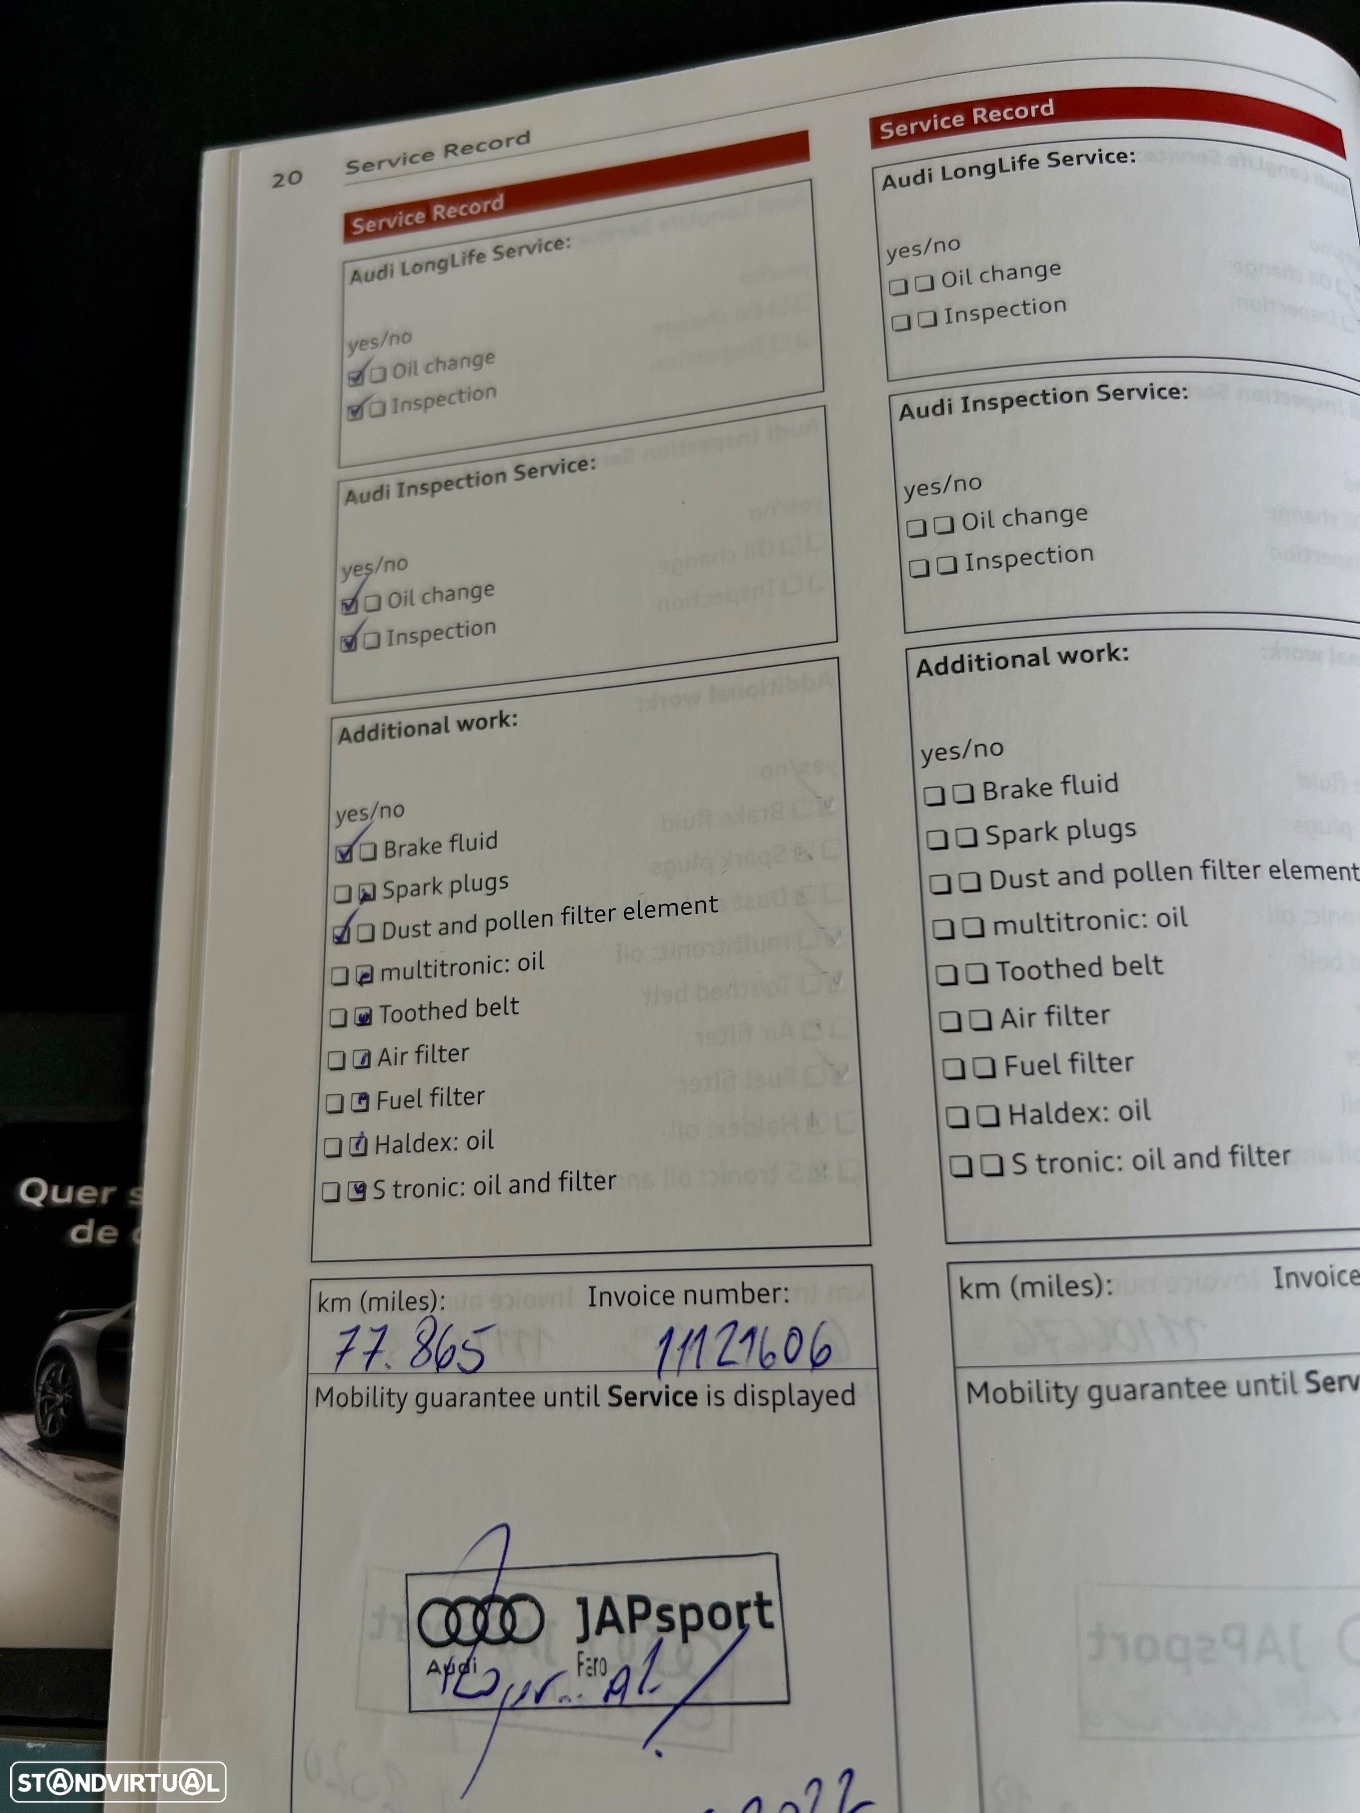 20 Service Record
Service Record
Audi LongLife Service:
yes/no
Oil change
Inspection
Audi Inspection Service:
yes/no
Oil change
Inspection
Additional work:
yes/no
Brake fluid
Spark plugs
Dust and pollen filter element
multitronic: oil
Toothed belt
Air filter
Fuel filter
Haldex: oil
S tronic: oil and filter
km (miles): Invoice number:
77.865 11121606
Mobility guarantee until Service is displayed
JAPsport
Audi Faro
2022
Service Record
Audi LongLife Service:
yes/no
Oil change
Inspection
Audi Inspection Service:
yes/no
Oil change
Inspection
Additional work:
yes/no
Brake fluid
Spark plugs
Dust and pollen filter element
multitronic: oil
Toothed belt
Air filter
Fuel filter
Haldex: oil
S tronic: oil and filter
km (miles): Invoice
Mobility guarantee until Serv
Quer s
de
STANDVIRTUAL